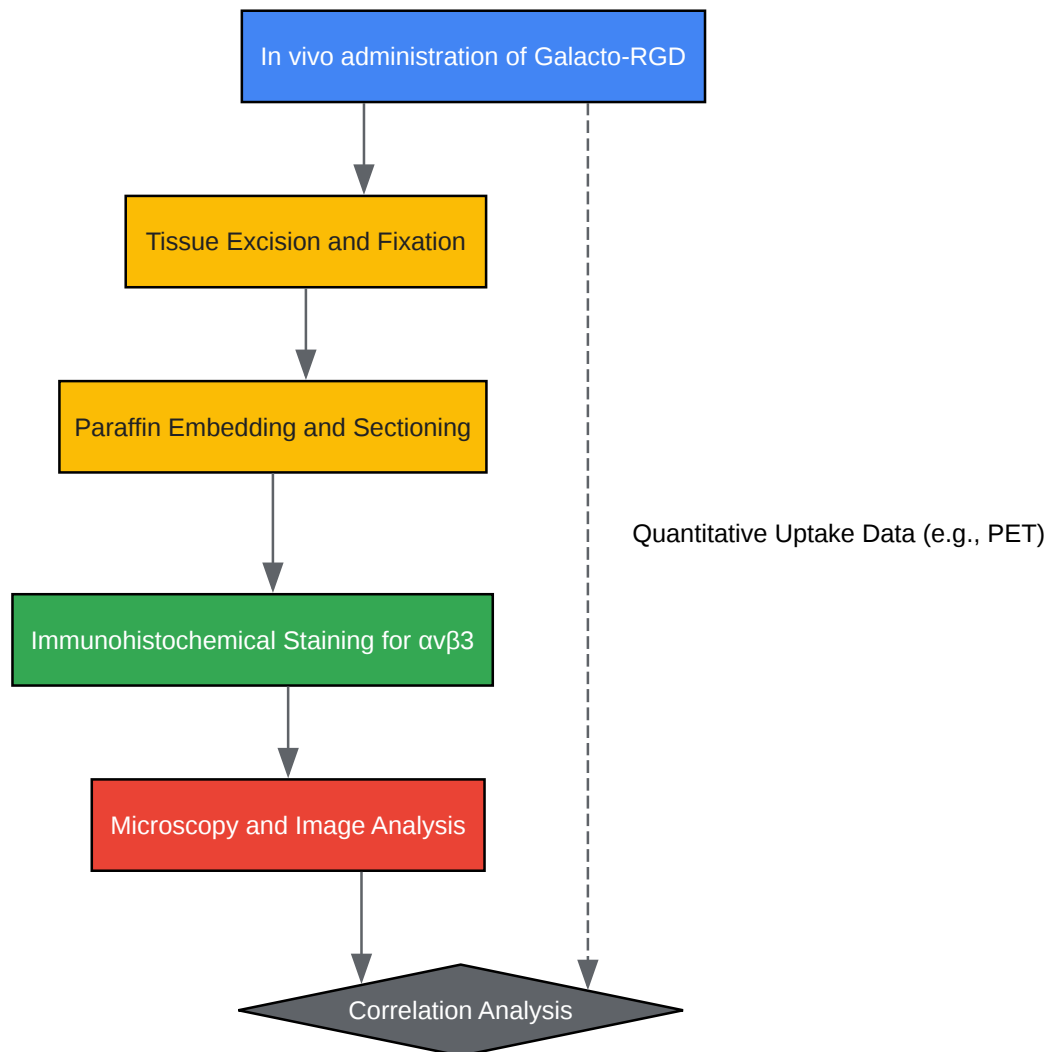 In vivo administration of Galacto-RGD
Tissue Excision and Fixation
Paraffin Embedding and Sectioning
Quantitative Uptake Data (e.g., PET)
Immunohistochemical Staining for αvβ3
Microscopy and Image Analysis
Correlation Analysis